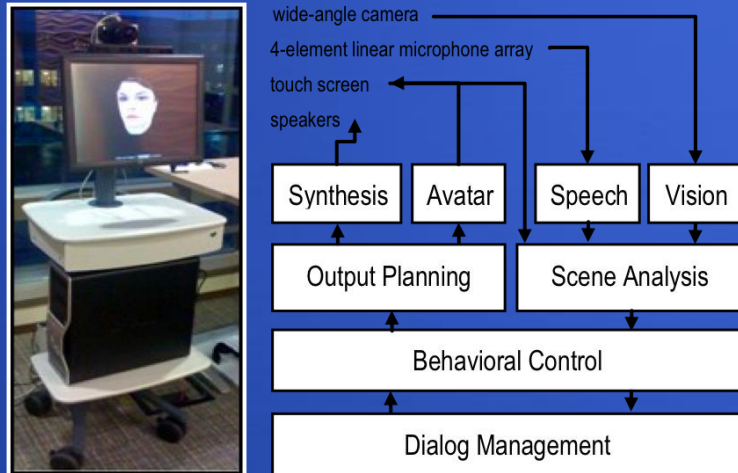 wide-angle camera
4-element linear microphone array
touch screen
speakers
Synthesis
Avatar
Speech
Vision
Output Planning
Scene Analysis
Behavioral Control
Dialog Management